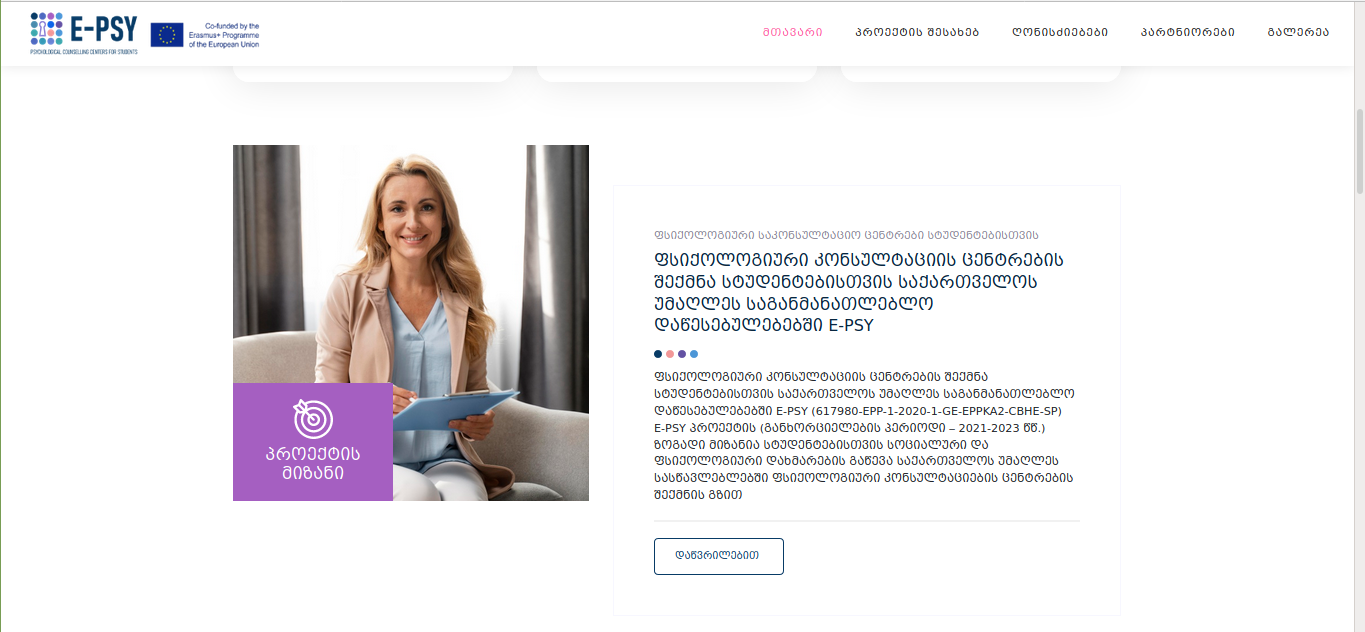 E-PSY
PSYCHOLOGICAL COUNSELLING CENTERS FOR STUDENTS
Co-funded by the
Erasmus+ Programme
of the European Union
მთავარი პროექტის შესახებ ღონისძიებები პარტნიორები გალერეა
პროექტის
მიზანი
ფსიქოლოგიური საკონსულტაციო ცენტრები სტუდენტებისთვის
ფსიქოლოგიური კონსულტაციის ცენტრების
შექმნა სტუდენტებისთვის საქართველოს
უმაღლეს საგანმანათლებლო
დაწესებულებებში E-PSY
ფსიქოლოგიური კონსულტაციის ცენტრების შექმნა
სტუდენტებისთვის საქართველოს უმაღლეს საგანმანათლებლო
დაწესებულებებში E-PSY (617980-EPP-1-2020-1-GE-EPPKA2-CBHE-SP)
E-PSY პროექტის (განხორციელების პერიოდი – 2021-2023 წწ.)
ზოგადი მიზანია სტუდენტებისთვის სოციალური და
ფსიქოლოგიური დახმარების გაწევა საქართველოს უმაღლეს
სასწავლებლებში ფსიქოლოგიური კონსულტაციების ცენტრების
შექმნის გზით
დაწვრილებით